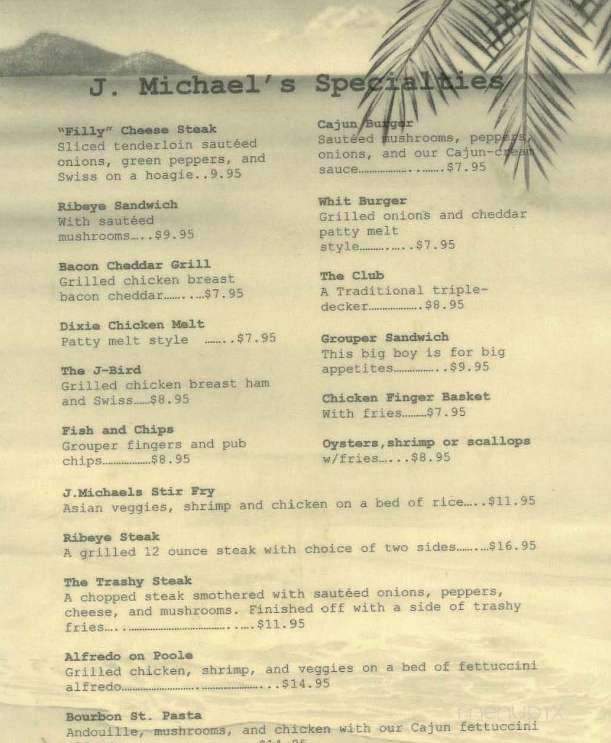 J. Michael's Specialties
"Filly" Cheese Steak
Sliced tenderloin sautéed
onions, green peppers, and
Swiss on a hoagie..9.95
Ribeye Sandwich
With sautéed
mushrooms…..$9.95
Bacon Cheddar Grill
Grilled chicken breast
bacon cheddar……..…$7.95
Dixie Chicken Melt
Patty melt style ……..$7.95
The J-Bird
Grilled chicken breast ham
and Swiss……$8.95
Fish and Chips
Grouper fingers and pub
chips………………$8.95
Cajun Burger
Sautéed mushrooms, peppers,
onions, and our Cajun-cream
sauce……………………..……..$7.95
Whit Burger
Grilled onions and cheddar
patty melt
style…………..…..$7.95
The Club
A Traditional triple-
decker…………………..$8.95
Grouper Sandwich
This big boy is for big
appetites……………..$9.95
Chicken Finger Basket
With fries………$7.95
Oysters,shrimp or scallops
w/fries…...$8.95
J.Michaels Stir Fry
Asian veggies, shrimp and chicken on a bed of rice…..$11.95
Ribeye Steak
A grilled 12 ounce steak with choice of two sides……..…$16.95
The Trashy Steak
A chopped steak smothered with sautéed onions, peppers,
cheese, and mushrooms. Finished off with a side of trashy
fries…..…………………………………..…..$11.95
Alfredo on Poole
Grilled chicken, shrimp, and veggies on a bed of fettuccini
alfredo……………………..………………...$14.95
Bourbon St. Pasta
Andouille, mushrooms, and chicken with our Cajun fettuccini